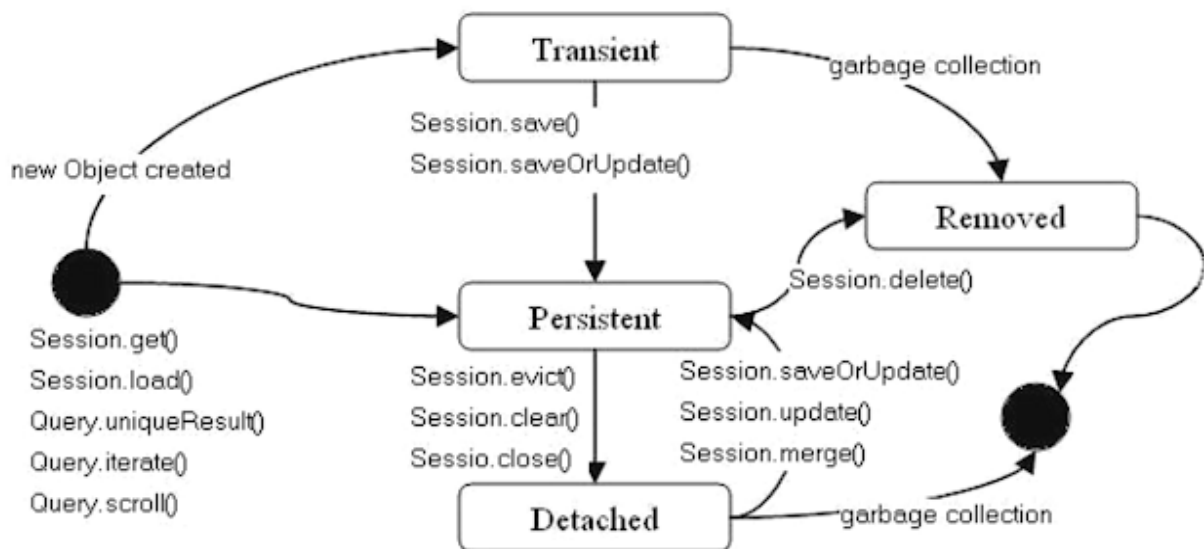 Transient
garbage collection
Session.save()
Session.saveOrUpdate()
new Object created
Removed
Session.delete()
Persistent
Session.get()
Session.load()
Query.uniqueResult()
Query.iterate()
Query.scroll()
Session.evict()
Session.clear()
Sessio.close()
Session.saveOrUpdate()
Session.update()
Session.merge()
Detached
garbage collection